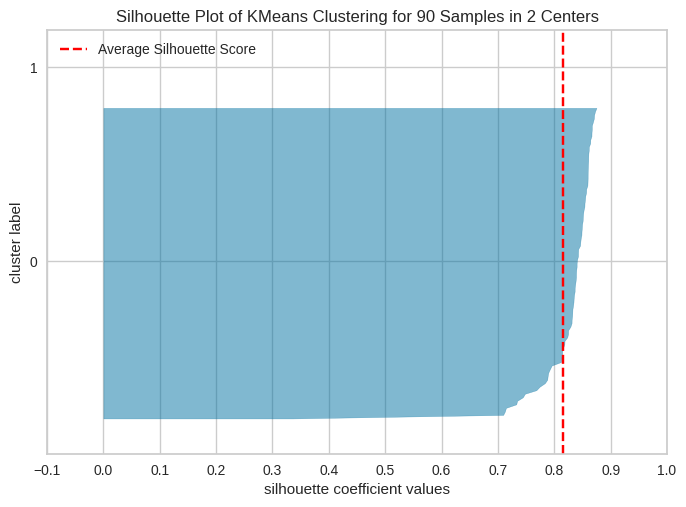 Silhouette Plot of KMeans Clustering for 90 Samples in 2 Centers
Average Silhouette Score
1
0
cluster label
−0.1 0.0 0.1 0.2 0.3 0.4 0.5 0.6 0.7 0.8 0.9 1.0
silhouette coefficient values